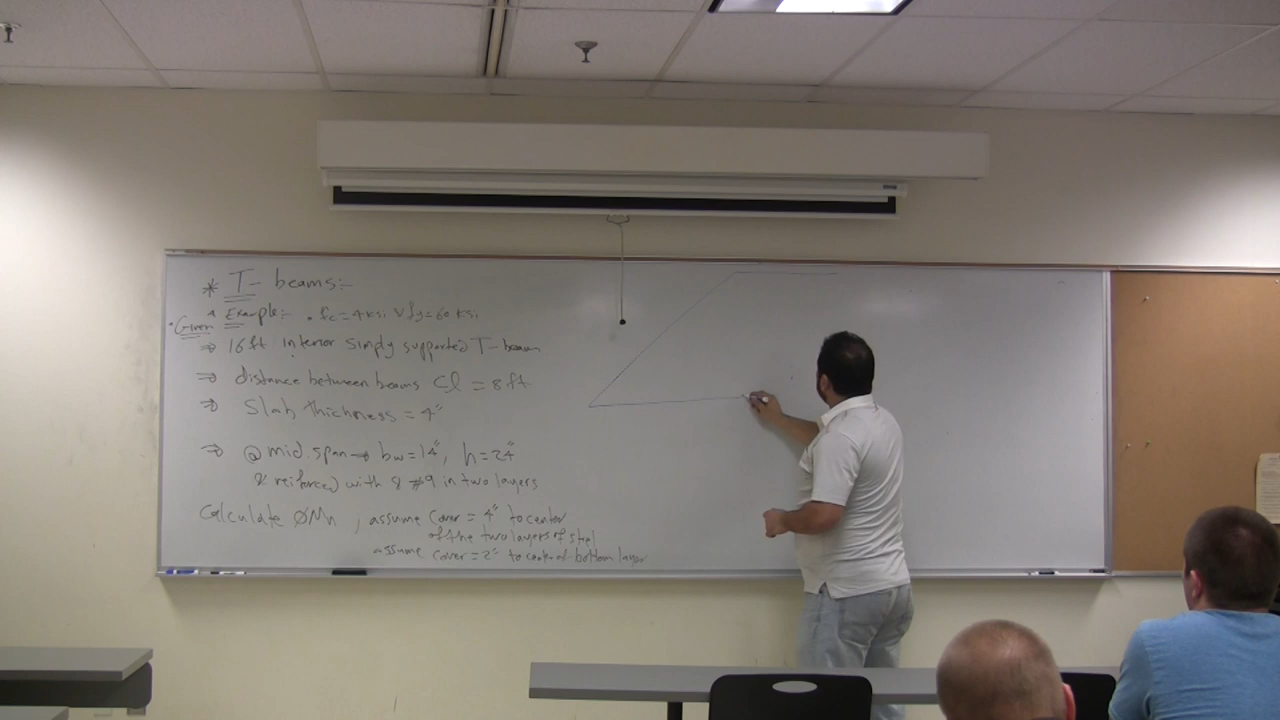 * T- beams:-
* Example:- . fc = 4 ksi & fy = 60 ksi
. Given
⇒ 16 ft interior simply supported T-beam
⇒ distance between beams Cl = 8 ft
⇒ Slab thickness = 4"
⇒ @ mid.span → bw = 14", h = 24"
& reiforced with 8 #9 in two layers
Calculate ØMn , assume cover = 4" to center
of the two layers of steel
assume cover = 2" to center of bottom layer